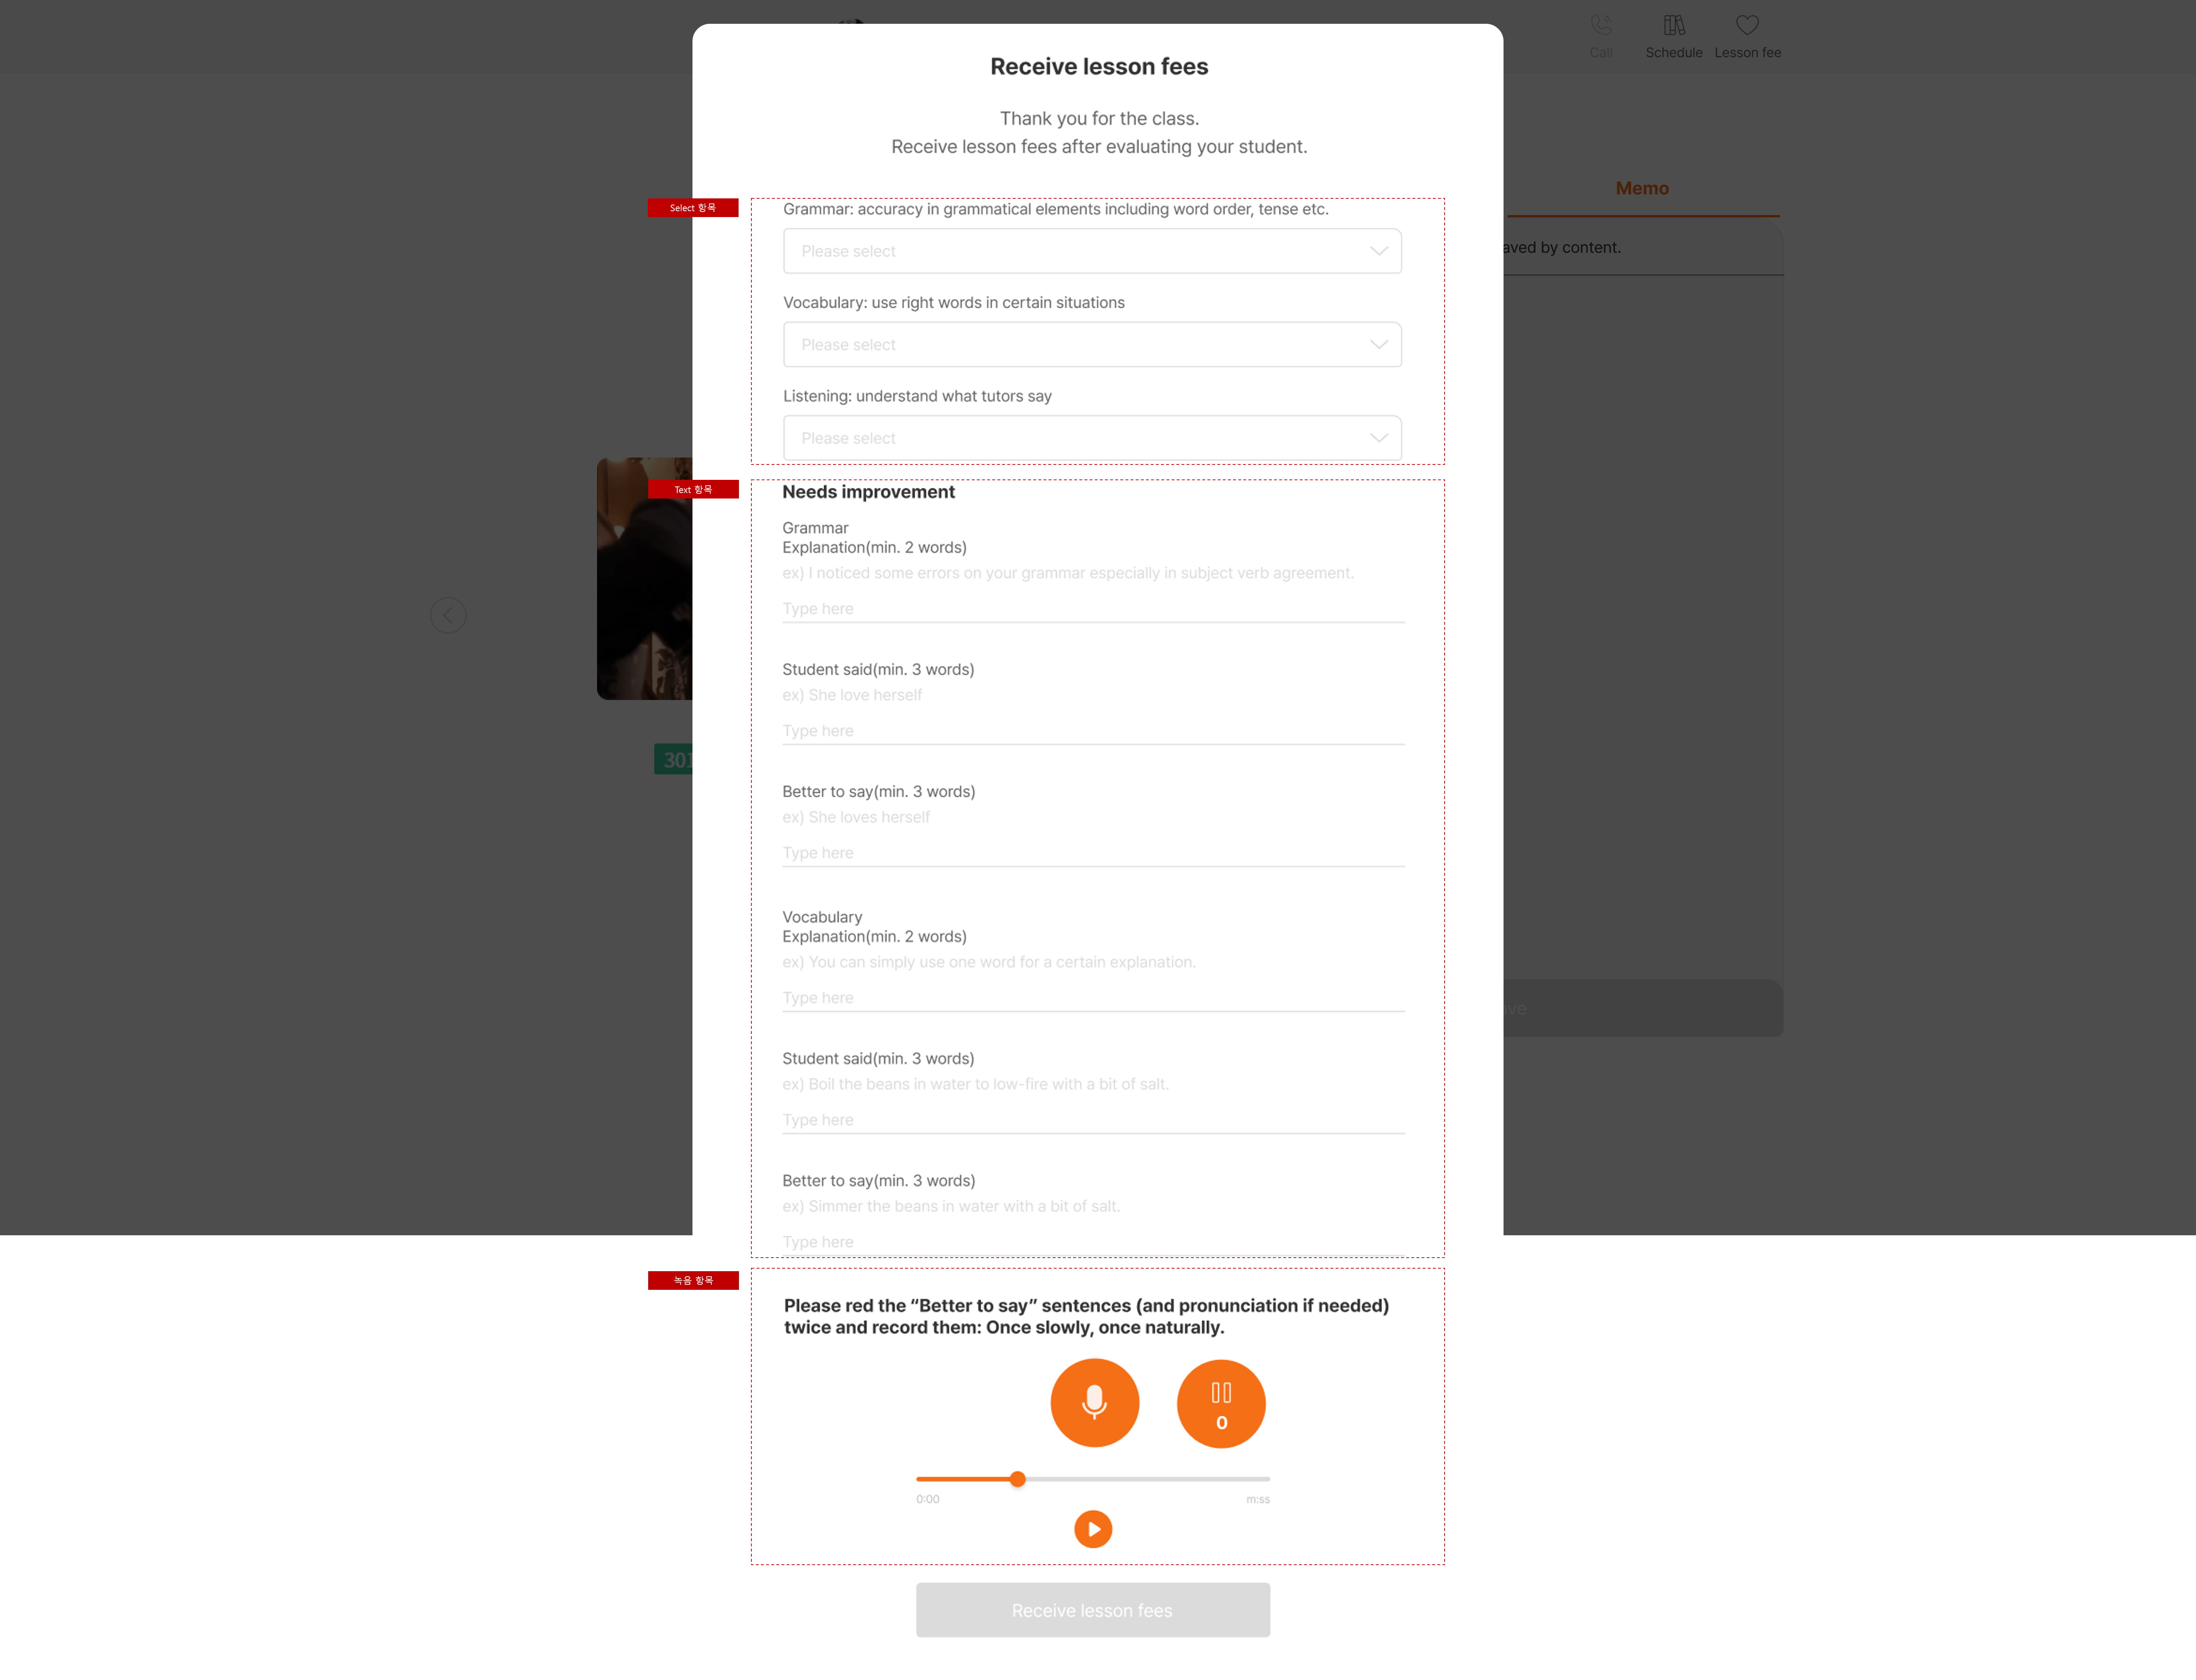 Call
Schedule
Lesson fee
Receive lesson fees
Thank you for the class.
Receive lesson fees after evaluating your student.
Memo
Select 항목
Grammar: accuracy in grammatical elements including word order, tense etc.
Please select
by content.
Vocabulary: use right words in certain situations
Please select
Listening: understand what tutors say
Please select
Text 항목
Needs improvement
Grammar
Explanation(min. 2 words)
ex) I noticed some errors on your grammar especially in subject verb agreement.
Type here
Student said(min. 3 words)
ex) She love herself
Type here
301
Better to say(min. 3 words)
ex) She loves herself
Type here
Vocabulary
Explanation(min. 2 words)
ex) You can simply use one word for a certain explanation.
Type here
Student said(min. 3 words)
ex) Boil the beans in water to low-fire with a bit of salt.
Type here
Better to say(min. 3 words)
ex) Simmer the beans in water with a bit of salt.
Type here
녹음 항목
Please red the “Better to say” sentences (and pronunciation if needed)
twice and record them: Once slowly, once naturally.
0
0:00
m:ss
Receive lesson fees